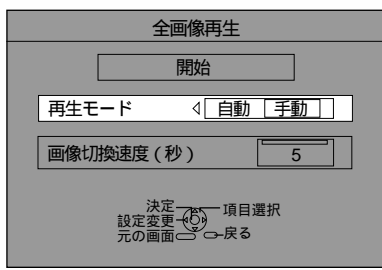 全画像再生
開始
再生モード 自動 手動
画像切換速度(秒) 5
決定
項目選択
設定変更
元の画面
戻る